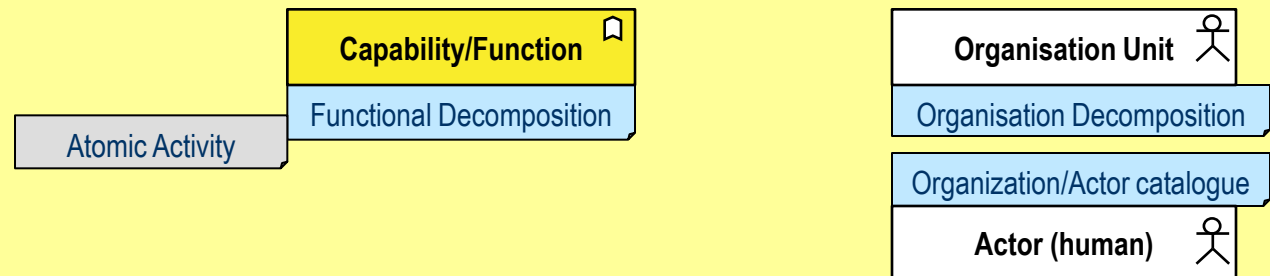 Capability/Function
Functional Decomposition
Atomic Activity
Organisation Unit
Organisation Decomposition
Organization/Actor catalogue
Actor (human)